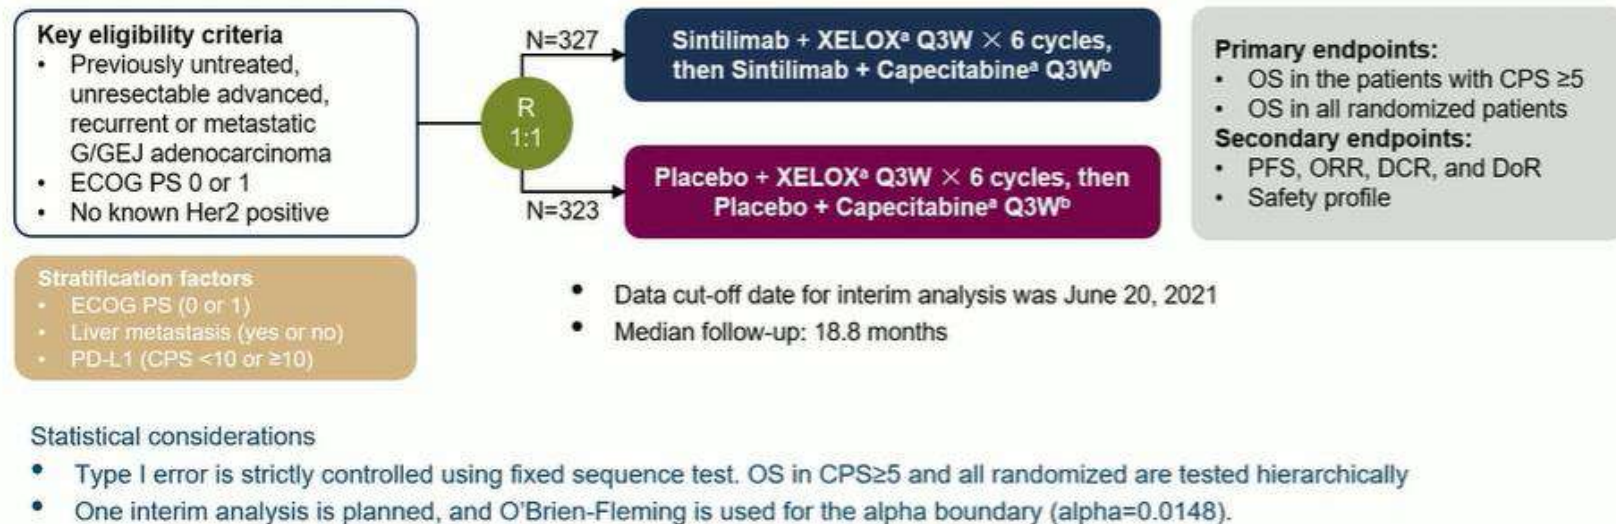 Key eligibility criteria
• Previously untreated,
unresectable advanced,
recurrent or metastatic
G/GEJ adenocarcinoma
• ECOG PS 0 or 1
• No known Her2 positive
Stratification factors
• ECOG PS (0 or 1)
• Liver metastasis (yes or no)
• PD-L1 (CPS <10 or ≥10)
R
1:1
N=327
Sintilimab + XELOXᵃ Q3W × 6 cycles,
then Sintilimab + Capecitabineᵃ Q3Wᵇ
N=323
Placebo + XELOXᵃ Q3W × 6 cycles, then
Placebo + Capecitabineᵃ Q3Wᵇ
Primary endpoints:
• OS in the patients with CPS ≥5
• OS in all randomized patients
Secondary endpoints:
• PFS, ORR, DCR, and DoR
• Safety profile
• Data cut-off date for interim analysis was June 20, 2021
• Median follow-up: 18.8 months
Statistical considerations
• Type I error is strictly controlled using fixed sequence test. OS in CPS≥5 and all randomized are tested hierarchically
• One interim analysis is planned, and O'Brien-Fleming is used for the alpha boundary (alpha=0.0148).